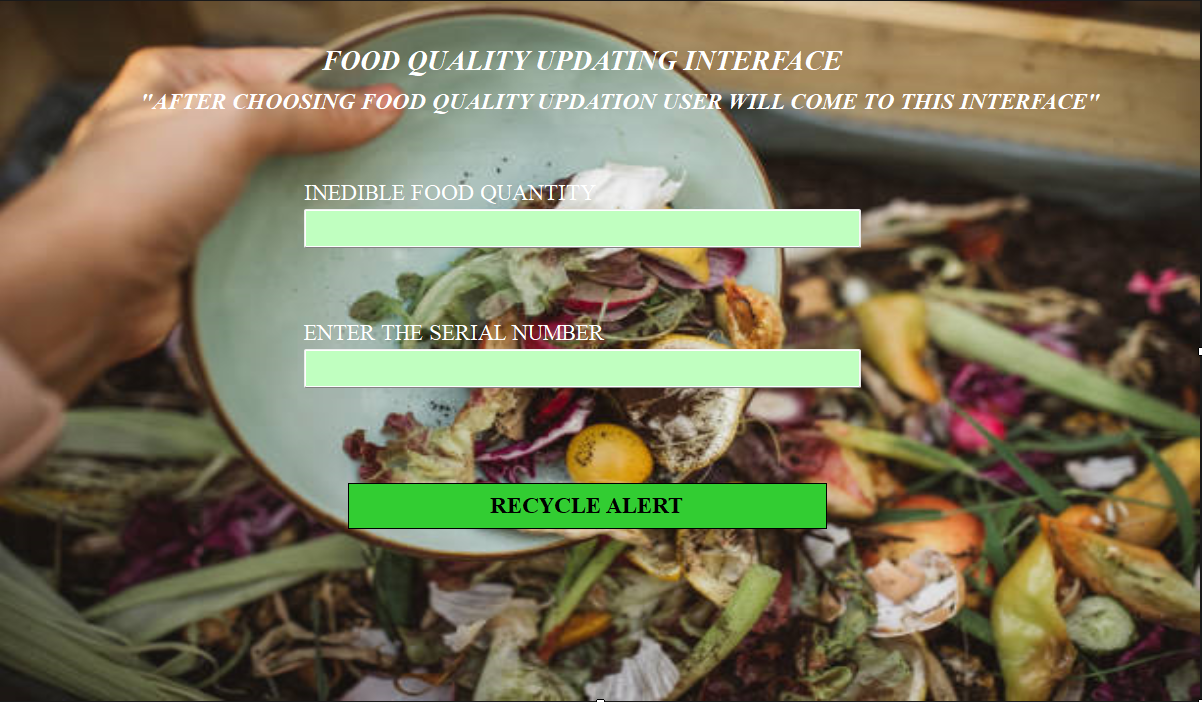 FOOD QUALITY UPDATING INTERFACE
"AFTER CHOOSING FOOD QUALITY UPDATION USER WILL COME TO THIS INTERFACE"
INEDIBLE FOOD QUANTITY
ENTER THE SERIAL NUMBER
RECYCLE ALERT